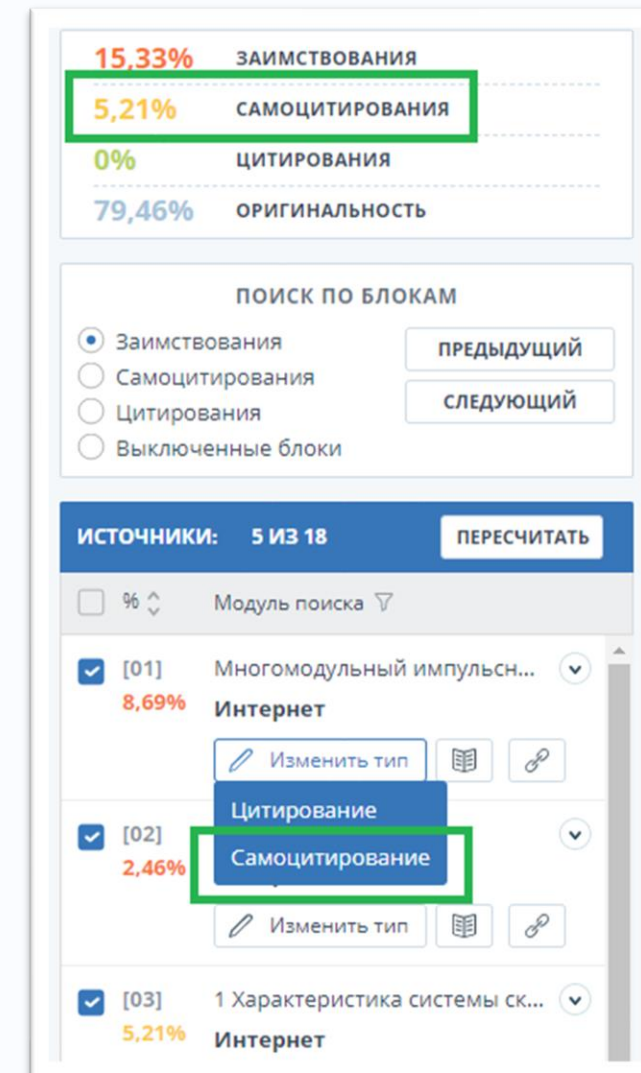 15,33% ЗАИМСТВОВАНИЯ
5,21% САМОЦИТИРОВАНИЯ
0% ЦИТИРОВАНИЯ
79,46% ОРИГИНАЛЬНОСТЬ
ПОИСК ПО БЛОКАМ
Заимствования
Самоцитирования
Цитирования
Выключенные блоки
ПРЕДЫДУЩИЙ
СЛЕДУЮЩИЙ
ИСТОЧНИКИ: 5 ИЗ 18 ПЕРЕСЧИТАТЬ
% Модуль поиска
[01] Многомодульный импульсн...
8,69% Интернет
Изменить тип
Цитирование
[02]
Самоцитирование
2,46%
Изменить тип
[03] 1 Характеристика системы ск...
5,21% Интернет